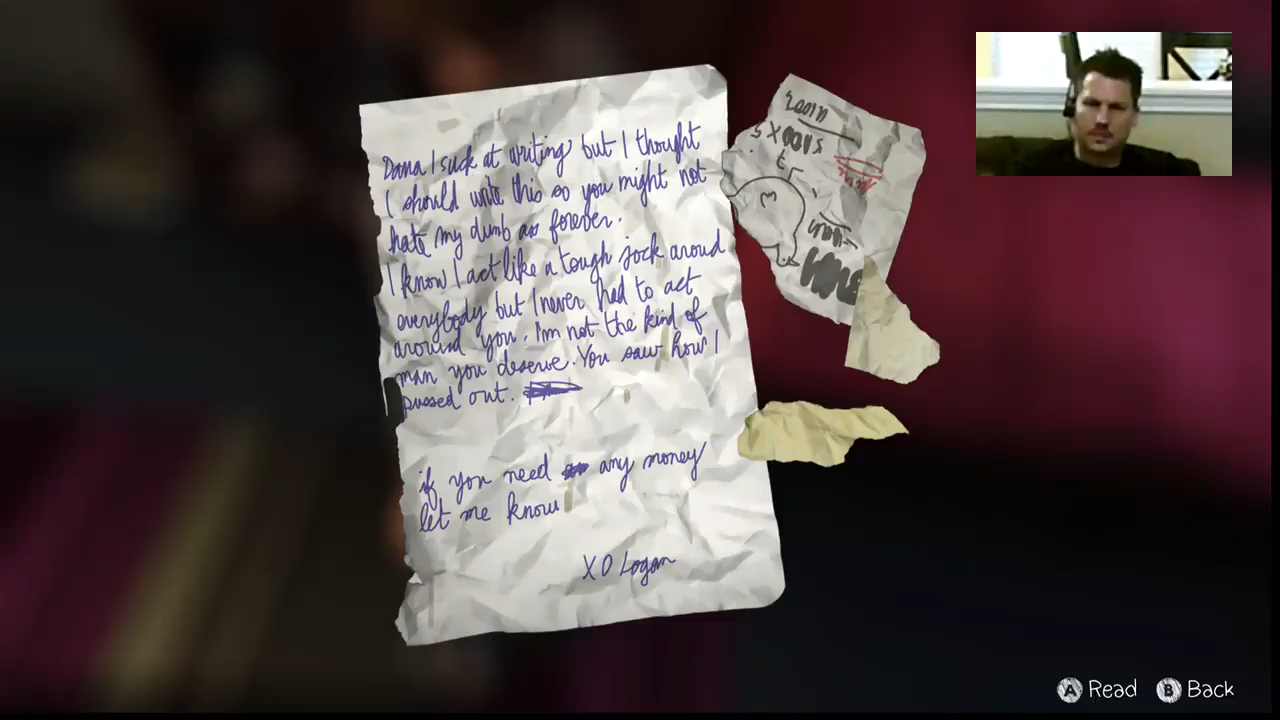 Dana I suck at writing but I thought
I should write this so you might not
hate my dumb ass forever.
I know I act like a tough jock aroud
everybody but I never had to act
around you. I'm not the kind of
man you deserve. You saw how I
pussed out.
if you need any money
let me know
XO Logan
A Read B Back